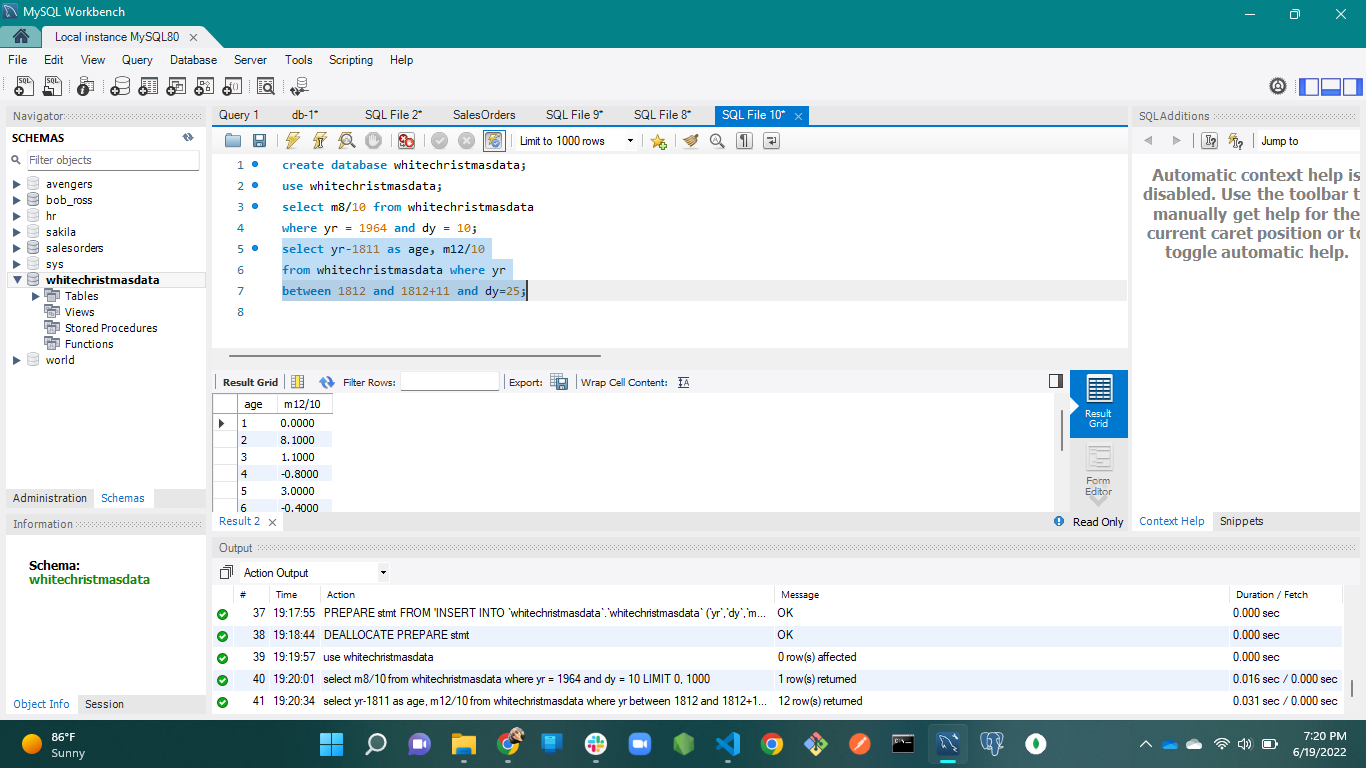 MySQL Workbench
Local instance MySQL80
File Edit View Query Database Server Tools Scripting Help
Navigator
SCHEMAS
Filter objects
avengers
bob_ross
hr
sakila
salesorders
sys
whitechristmasdata
Tables
Views
Stored Procedures
Functions
world
Administration Schemas
Information
Schema:
whitechristmasdata
Object Info Session
Query 1 db-1* SQL File 2* SalesOrders SQL File 9* SQL File 8* SQL File 10*
Limit to 1000 rows
1 create database whitechristmasdata;
2 use whitechristmasdata;
3 select m8/10 from whitechristmasdata
4 where yr = 1964 and dy = 10;
5 select yr-1811 as age, m12/10
6 from whitechristmasdata where yr
7 between 1812 and 1812+11 and dy=25;
8
Result Grid Filter Rows: Export: Wrap Cell Content:
age m12/10
1 0.0000
2 8.1000
3 1.1000
4 -0.8000
5 3.0000
6 -0.4000
Result Grid
Form Editor
Result 2
Read Only
SQLAdditions
Jump to
Automatic context help is
disabled. Use the toolbar t
manually get help for the
current caret position or to
toggle automatic help.
Context Help Snippets
Output
Action Output
# Time Action Message Duration / Fetch
37 19:17:55 PREPARE stmt FROM 'INSERT INTO `whitechristmasdata`.`whitechristmasdata` (`yr`,`dy`,`m... OK 0.000 sec
38 19:18:44 DEALLOCATE PREPARE stmt OK 0.000 sec
39 19:19:57 use whitechristmasdata 0 row(s) affected 0.000 sec
40 19:20:01 select m8/10 from whitechristmasdata where yr = 1964 and dy = 10 LIMIT 0, 1000 1 row(s) returned 0.016 sec / 0.000 sec
41 19:20:34 select yr-1811 as age, m12/10 from whitechristmasdata where yr between 1812 and 1812+1... 12 row(s) returned 0.031 sec / 0.000 sec
86°F
Sunny
7:20 PM
6/19/2022